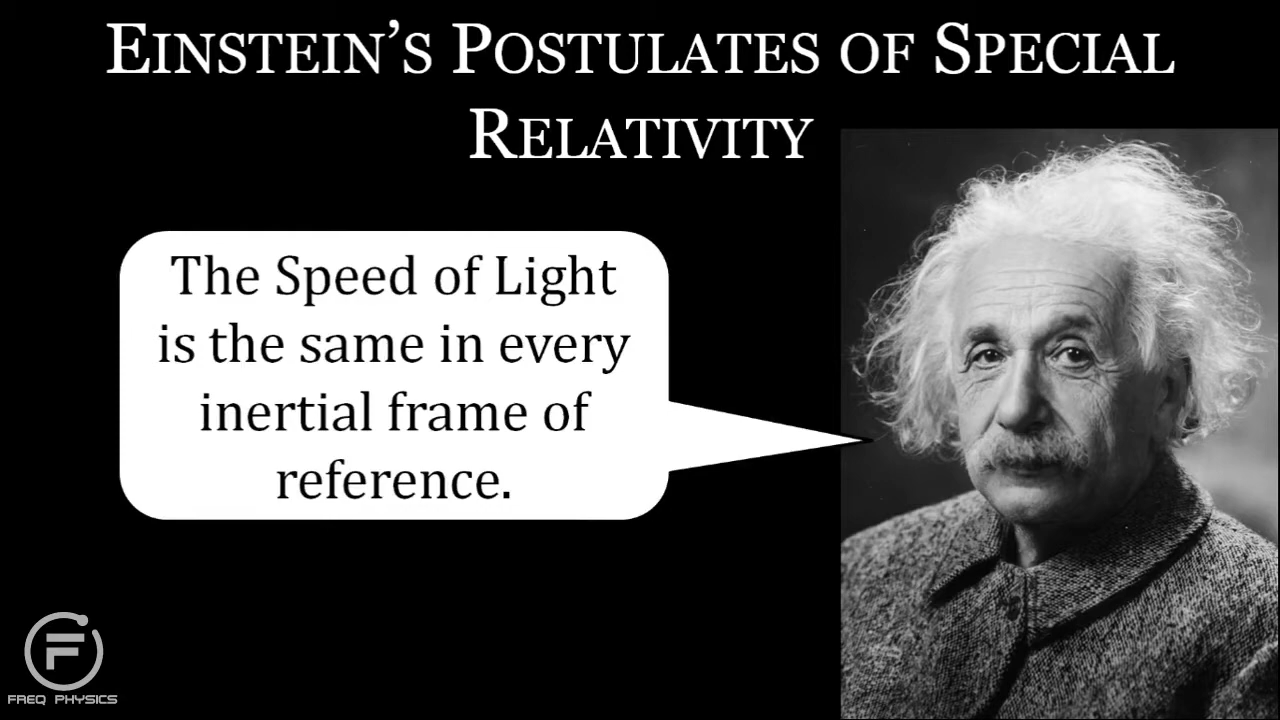 EINSTEIN’S POSTULATES OF SPECIAL
RELATIVITY
The Speed of Light
is the same in every
inertial frame of
reference.
F
FREQ PHYSICS